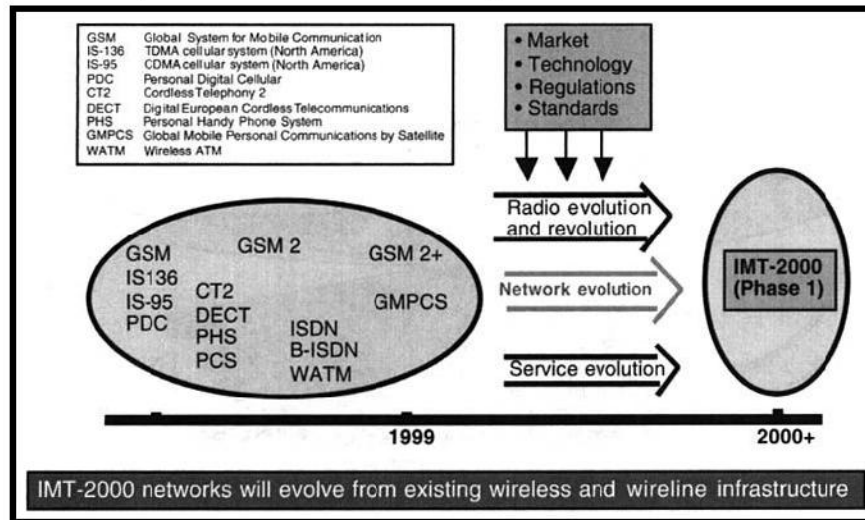 GSM Global System for Mobile Communication
IS-136 TDMA cellular system (North America)
IS-95 CDMA cellular system (North America)
PDC Personal Digital Cellular
CT2 Cordless Telephony 2
DECT Digital European Cordless Telecommunications
PHS Personal Handy Phone System
GMPCS Global Mobile Personal Communications by Satellite
WATM Wireless ATM
• Market
• Technology
• Regulations
• Standards
GSM
IS136
IS-95
PDC
GSM 2
GSM 2+
CT2
DECT
PHS
PCS
ISDN
B-ISDN
WATM
GMPCS
Radio evolution
and revolution
Network evolution
Service evolution
IMT-2000
(Phase 1)
1999
2000+
IMT-2000 networks will evolve from existing wireless and wireline infrastructure